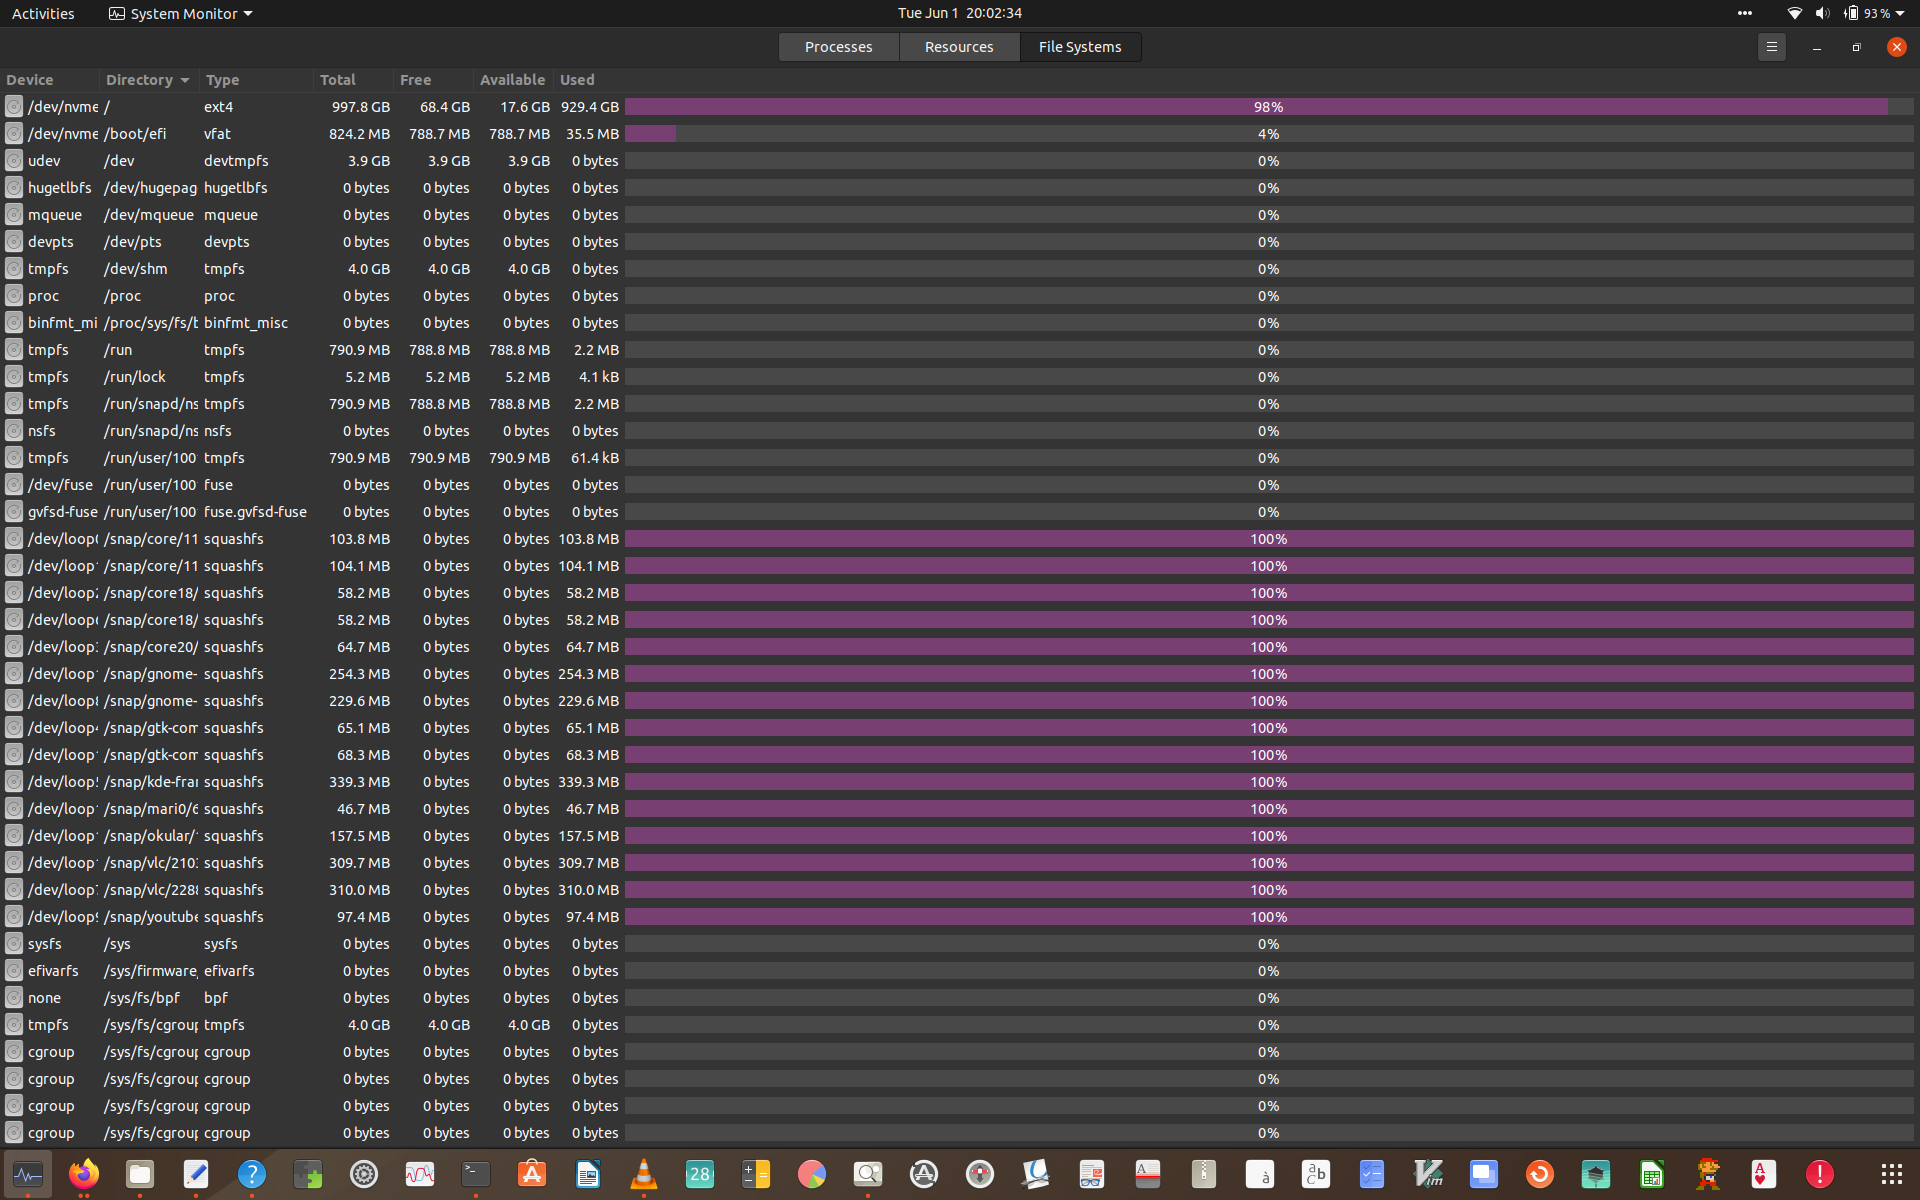 Activities System Monitor Tue Jun 1 20:02:34 93 %
Processes Resources File Systems
Device Directory Type Total Free Available Used
/dev/nvme / ext4 997.8 GB 68.4 GB 17.6 GB 929.4 GB 98%
/dev/nvme /boot/efi vfat 824.2 MB 788.7 MB 788.7 MB 35.5 MB 4%
udev /dev devtmpfs 3.9 GB 3.9 GB 3.9 GB 0 bytes 0%
hugetlbfs /dev/hugepag hugetlbfs 0 bytes 0 bytes 0 bytes 0 bytes 0%
mqueue /dev/mqueue mqueue 0 bytes 0 bytes 0 bytes 0 bytes 0%
devpts /dev/pts devpts 0 bytes 0 bytes 0 bytes 0 bytes 0%
tmpfs /dev/shm tmpfs 4.0 GB 4.0 GB 4.0 GB 0 bytes 0%
proc /proc proc 0 bytes 0 bytes 0 bytes 0 bytes 0%
binfmt_mi /proc/sys/fs/b binfmt_misc 0 bytes 0 bytes 0 bytes 0 bytes 0%
tmpfs /run tmpfs 790.9 MB 788.8 MB 788.8 MB 2.2 MB 0%
tmpfs /run/lock tmpfs 5.2 MB 5.2 MB 5.2 MB 4.1 kB 0%
tmpfs /run/snapd/ns tmpfs 790.9 MB 788.8 MB 788.8 MB 2.2 MB 0%
nsfs /run/snapd/ns nsfs 0 bytes 0 bytes 0 bytes 0 bytes 0%
tmpfs /run/user/100 tmpfs 790.9 MB 790.9 MB 790.9 MB 61.4 kB 0%
/dev/fuse /run/user/100 fuse 0 bytes 0 bytes 0 bytes 0 bytes 0%
gvfsd-fuse /run/user/100 fuse.gvfsd-fuse 0 bytes 0 bytes 0 bytes 0 bytes 0%
/dev/loop0 /snap/core/11 squashfs 103.8 MB 0 bytes 0 bytes 103.8 MB 100%
/dev/loop1 /snap/core/11 squashfs 104.1 MB 0 bytes 0 bytes 104.1 MB 100%
/dev/loop2 /snap/core18/ squashfs 58.2 MB 0 bytes 0 bytes 58.2 MB 100%
/dev/loop6 /snap/core18/ squashfs 58.2 MB 0 bytes 0 bytes 58.2 MB 100%
/dev/loop3 /snap/core20/ squashfs 64.7 MB 0 bytes 0 bytes 64.7 MB 100%
/dev/loop1 /snap/gnome- squashfs 254.3 MB 0 bytes 0 bytes 254.3 MB 100%
/dev/loop8 /snap/gnome- squashfs 229.6 MB 0 bytes 0 bytes 229.6 MB 100%
/dev/loop4 /snap/gtk-com squashfs 65.1 MB 0 bytes 0 bytes 65.1 MB 100%
/dev/loop1 /snap/gtk-com squashfs 68.3 MB 0 bytes 0 bytes 68.3 MB 100%
/dev/loop5 /snap/kde-fra squashfs 339.3 MB 0 bytes 0 bytes 339.3 MB 100%
/dev/loop1 /snap/mari0/6 squashfs 46.7 MB 0 bytes 0 bytes 46.7 MB 100%
/dev/loop1 /snap/okular/ squashfs 157.5 MB 0 bytes 0 bytes 157.5 MB 100%
/dev/loop1 /snap/vlc/2103 squashfs 309.7 MB 0 bytes 0 bytes 309.7 MB 100%
/dev/loop7 /snap/vlc/2288 squashfs 310.0 MB 0 bytes 0 bytes 310.0 MB 100%
/dev/loop9 /snap/youtube squashfs 97.4 MB 0 bytes 0 bytes 97.4 MB 100%
sysfs /sys sysfs 0 bytes 0 bytes 0 bytes 0 bytes 0%
efivarfs /sys/firmware/ efivarfs 0 bytes 0 bytes 0 bytes 0 bytes 0%
none /sys/fs/bpf bpf 0 bytes 0 bytes 0 bytes 0 bytes 0%
tmpfs /sys/fs/cgroup tmpfs 4.0 GB 4.0 GB 4.0 GB 0 bytes 0%
cgroup /sys/fs/cgroup cgroup 0 bytes 0 bytes 0 bytes 0 bytes 0%
cgroup /sys/fs/cgroup cgroup 0 bytes 0 bytes 0 bytes 0 bytes 0%
cgroup /sys/fs/cgroup cgroup 0 bytes 0 bytes 0 bytes 0 bytes 0%
cgroup /sys/fs/cgroup cgroup 0 bytes 0 bytes 0 bytes 0 bytes 0%
28